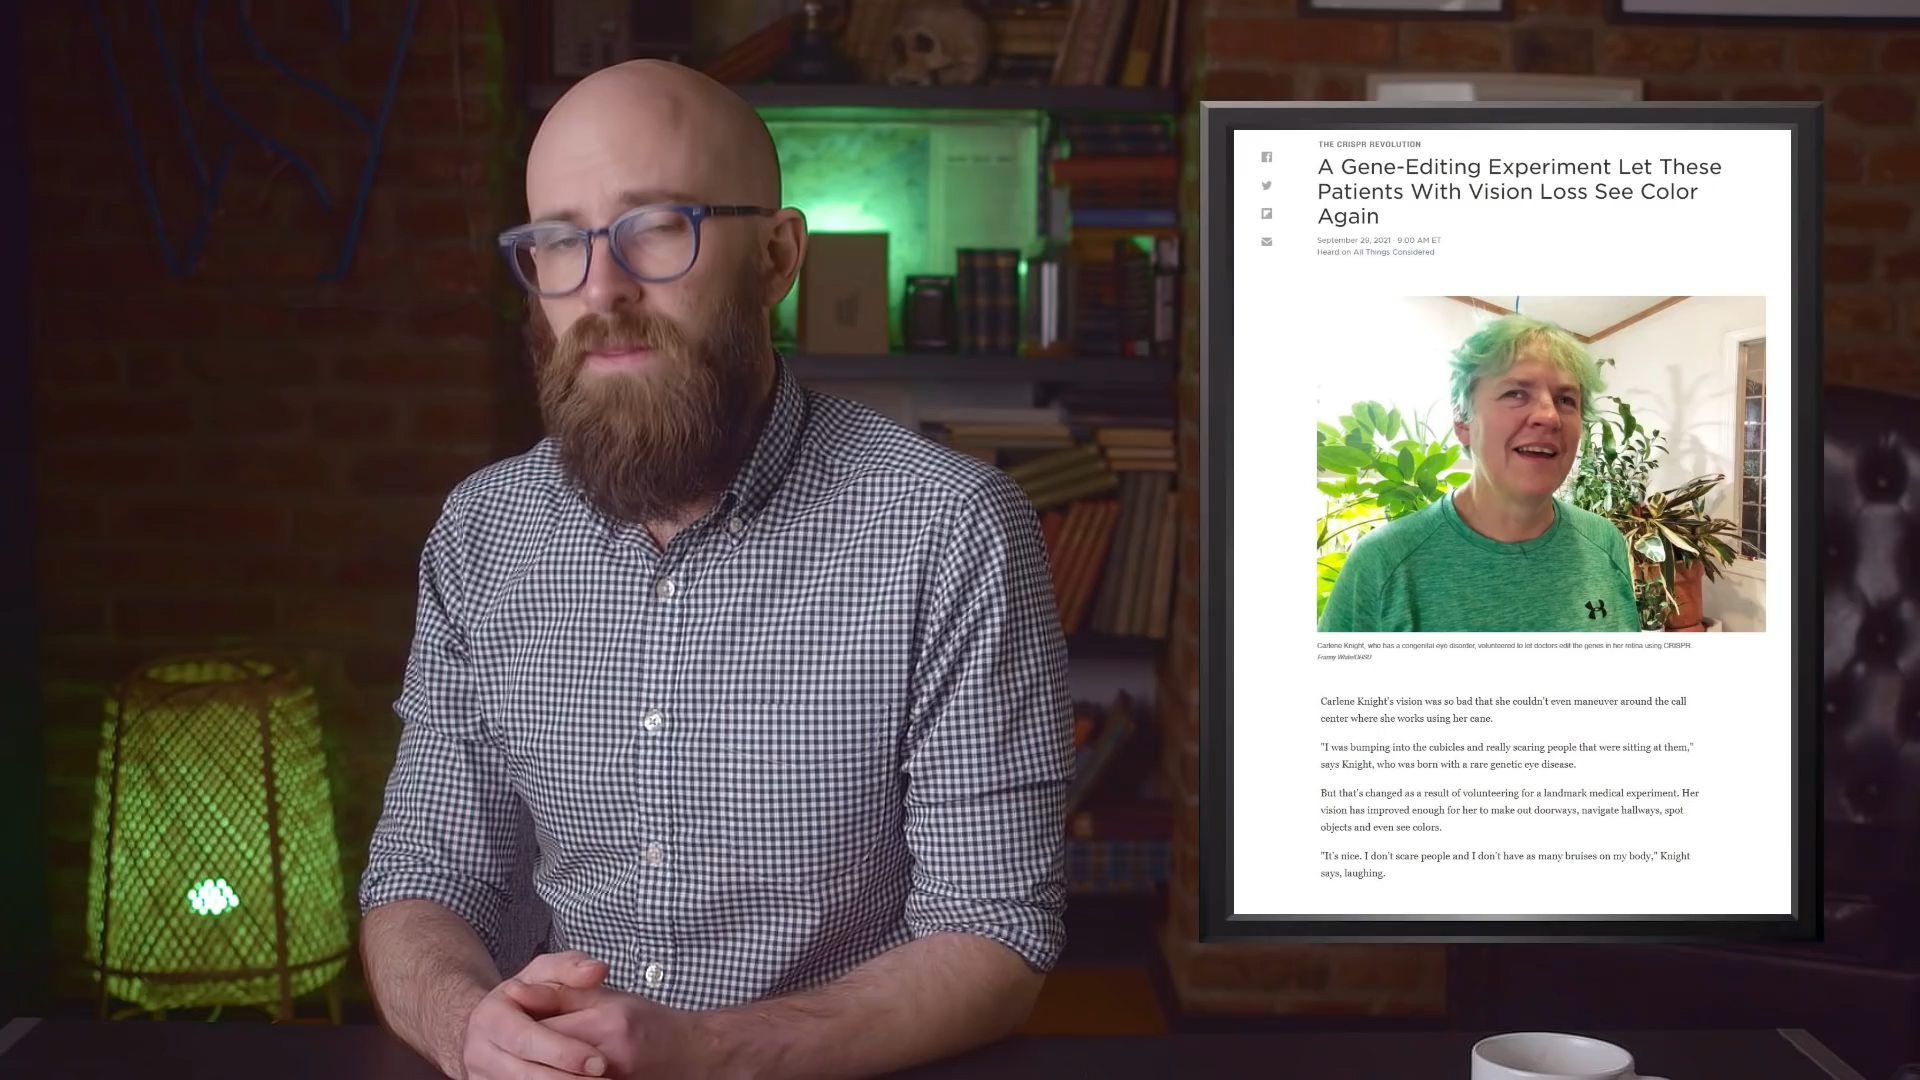 THE CRISPR REVOLUTION
A Gene-Editing Experiment Let These
Patients With Vision Loss See Color
Again
September 29, 2021 · 9:00 AM ET
Heard on All Things Considered
Carlene Knight, who has a congenital eye disorder, volunteered to let doctors edit the genes in her retina using CRISPR.
Franny White/OHSU
Carlene Knight's vision was so bad that she couldn't even maneuver around the call
center where she works using her cane.
"I was bumping into the cubicles and really scaring people that were sitting at them,"
says Knight, who was born with a rare genetic eye disease.
But that's changed as a result of volunteering for a landmark medical experiment. Her
vision has improved enough for her to make out doorways, navigate hallways, spot
objects and even see colors.
"It's nice. I don't scare people and I don't have as many bruises on my body," Knight
says, laughing.